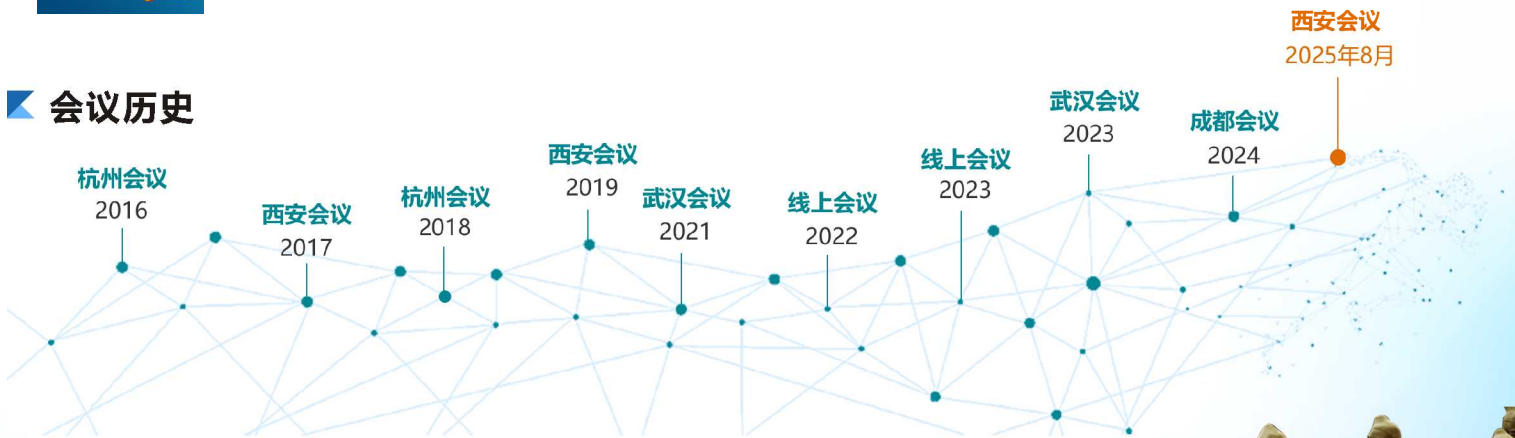 会议历史
杭州会议
2016
西安会议
2017
杭州会议
2018
西安会议
2019
武汉会议
2021
线上会议
2022
线上会议
2023
武汉会议
2023
成都会议
2024
西安会议
2025年8月